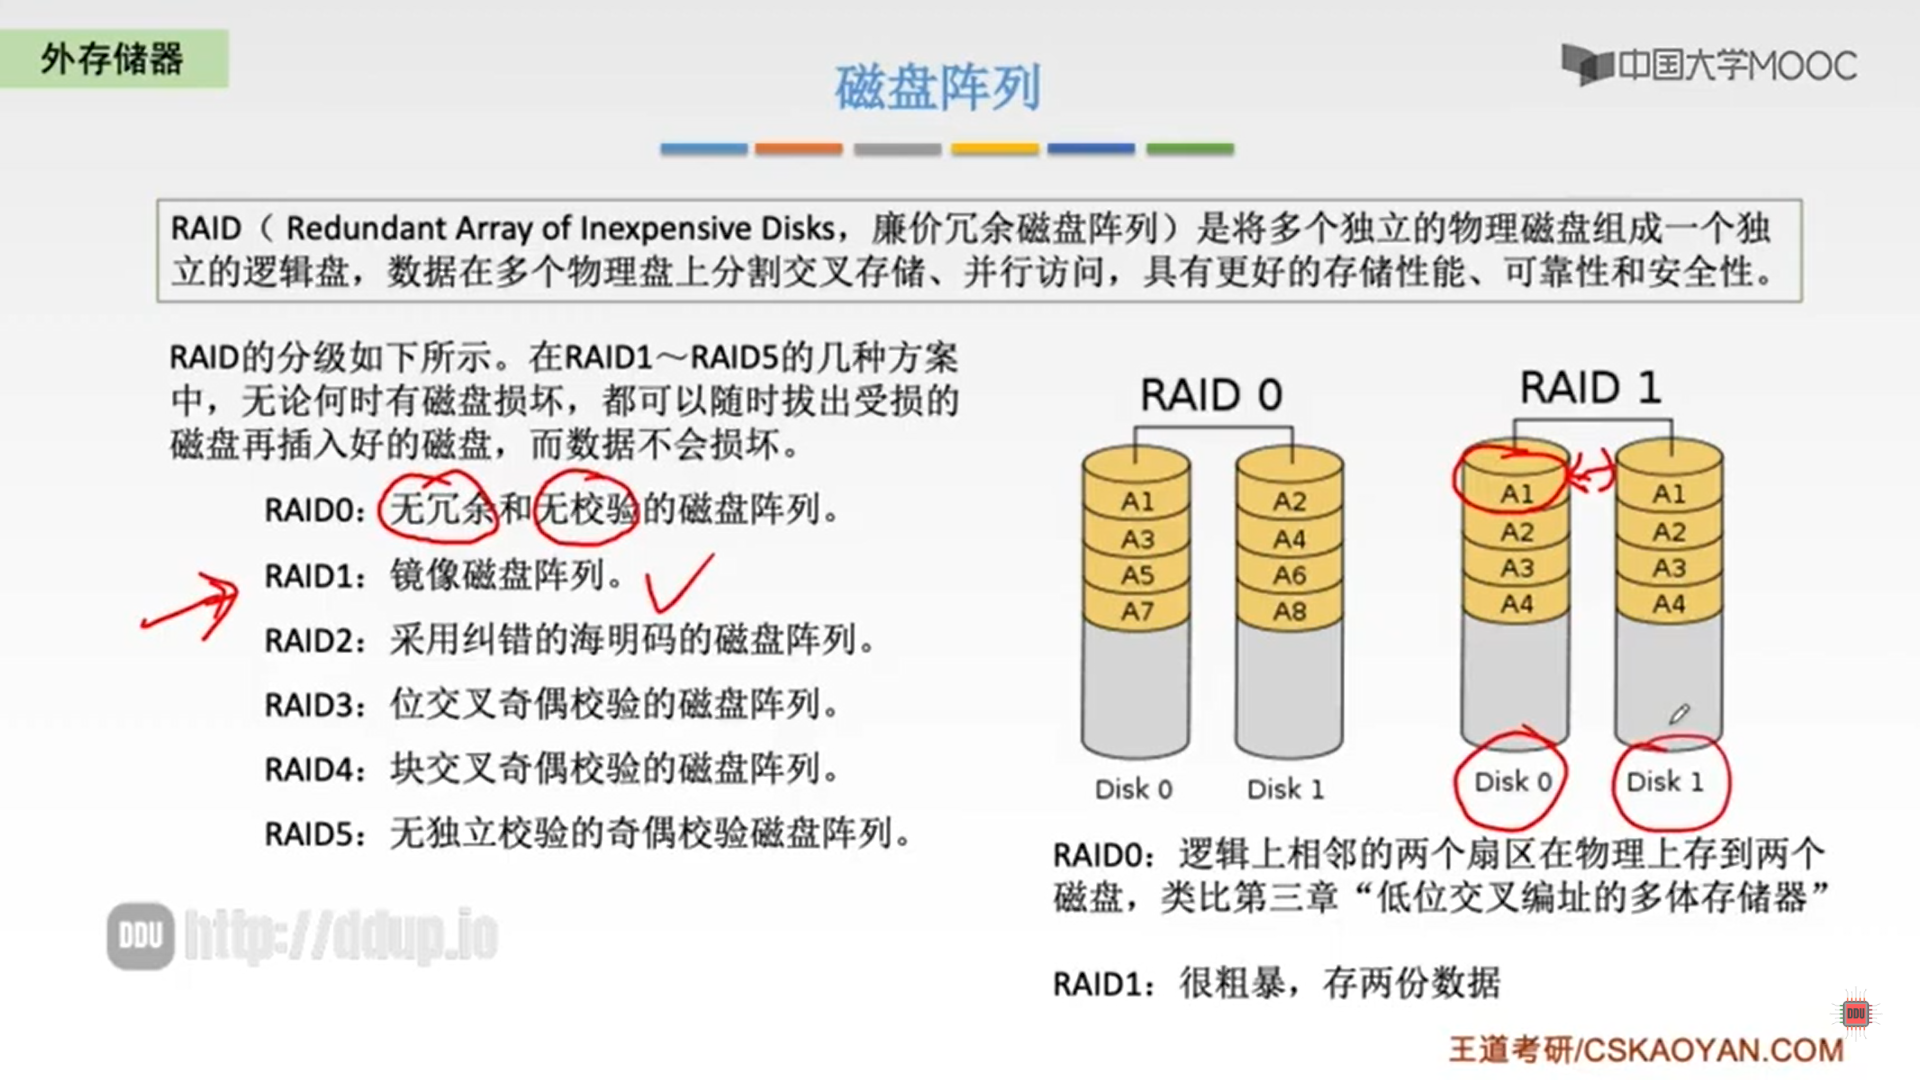 外存储器
中国大学MOOC
磁盘阵列
RAID（ Redundant Array of Inexpensive Disks，廉价冗余磁盘阵列）是将多个独立的物理磁盘组成一个独
立的逻辑盘，数据在多个物理盘上分割交叉存储、并行访问，具有更好的存储性能、可靠性和安全性。
RAID的分级如下所示。在RAID1～RAID5的几种方案
中，无论何时有磁盘损坏，都可以随时拔出受损的
磁盘再插入好的磁盘，而数据不会损坏。
RAID0：无冗余和无校验的磁盘阵列。
RAID1：镜像磁盘阵列。
RAID2：采用纠错的海明码的磁盘阵列。
RAID3：位交叉奇偶校验的磁盘阵列。
RAID4：块交叉奇偶校验的磁盘阵列。
RAID5：无独立校验的奇偶校验磁盘阵列。
RAID 0
A1 A2
A3 A4
A5 A6
A7 A8
Disk 0 Disk 1
RAID 1
A1 A1
A2 A2
A3 A3
A4 A4
Disk 0 Disk 1
RAID0：逻辑上相邻的两个扇区在物理上存到两个
磁盘，类比第三章“低位交叉编址的多体存储器”
RAID1：很粗暴，存两份数据
DDU http://ddup.io
DDU
王道考研/CSKAOYAN.COM